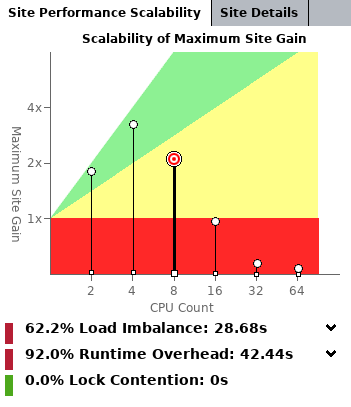 Site Performance Scalability Site Details
Scalability of Maximum Site Gain
Maximum Site Gain
4x
2x
1x
2 4 8 16 32 64
CPU Count
62.2% Load Imbalance: 28.68s
92.0% Runtime Overhead: 42.44s
0.0% Lock Contention: 0s